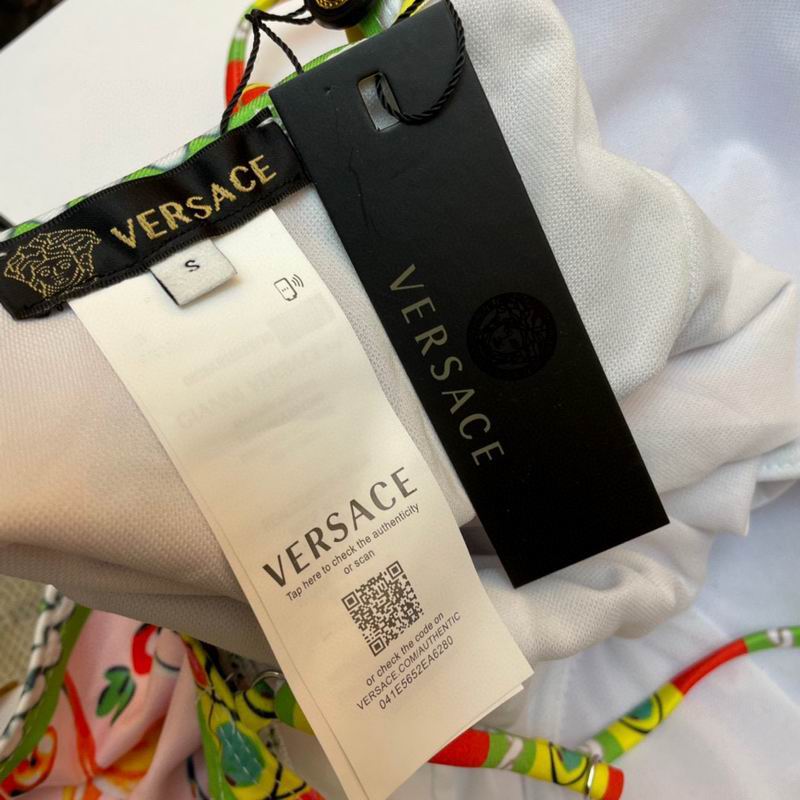 VERSACE
S
VERSACE
VERSACE
Tap here to check the authenticity
or scan
or check the code on
VERSACE.COM/AUTHENTIC
041E5652EA6280